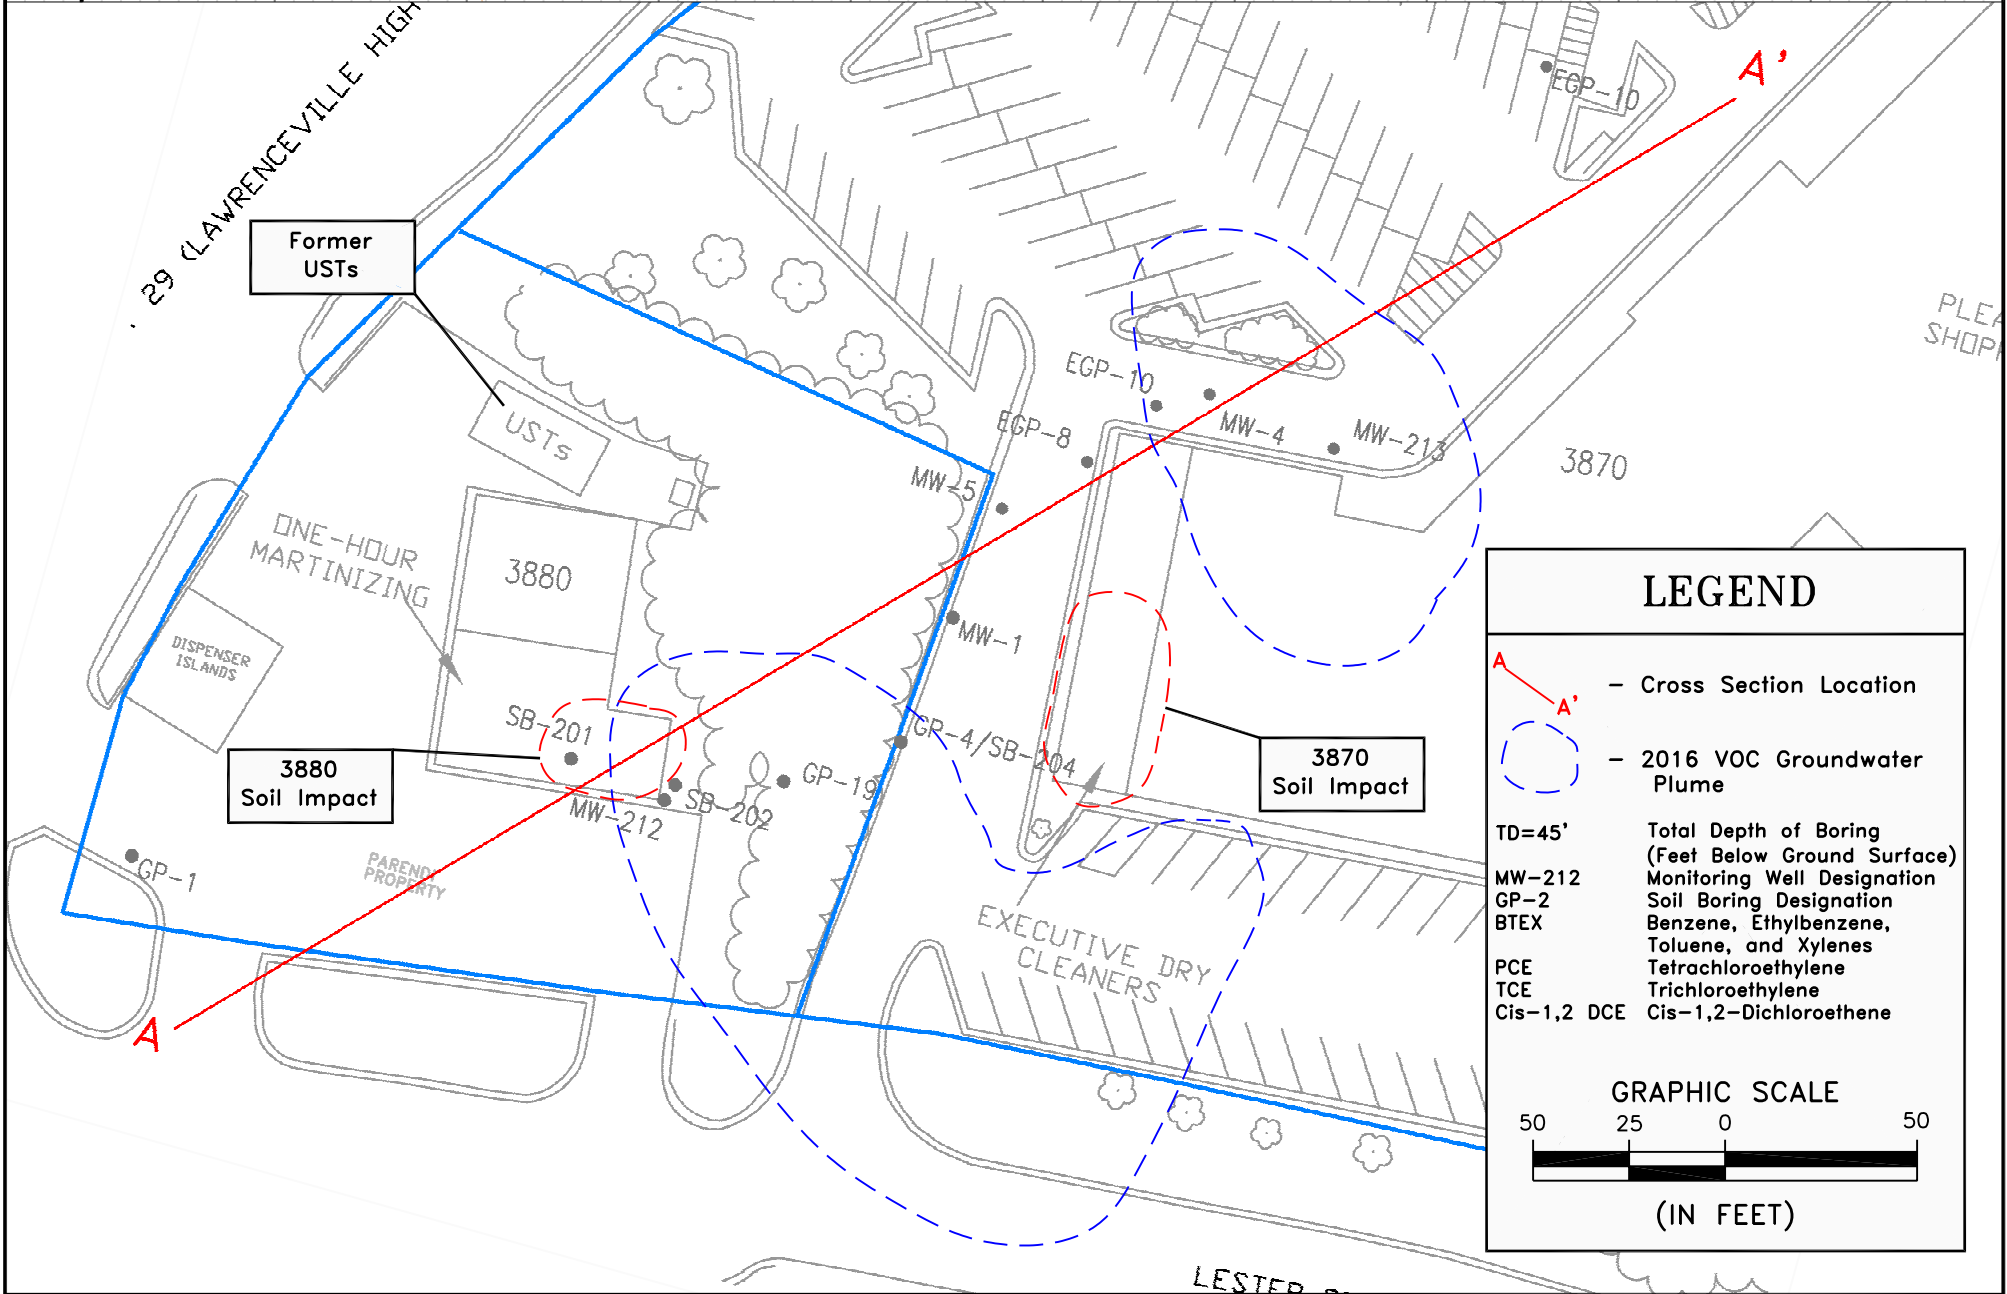 29 (LAWRENCEVILLE HIGH
A'
EGP-10
Former
USTs
PLEA
SHOP
EGP-10
EGP-8
MW-4
MW-213
3870
USTs
MW-5
ONE-HOUR
MARTINIZING
3880
MW-1
DISPENSER
ISLANDS
SB-201
GP-4/SB-204
3880
Soil Impact
GP-19
SB-202
MW-212
3870
Soil Impact
GP-1
PROPERTY
EXECUTIVE DRY
CLEANERS
A
LESTER
LEGEND
A
A'
- Cross Section Location
- 2016 VOC Groundwater
Plume
TD=45' Total Depth of Boring
(Feet Below Ground Surface)
MW-212 Monitoring Well Designation
GP-2 Soil Boring Designation
BTEX Benzene, Ethylbenzene,
Toluene, and Xylenes
PCE Tetrachloroethylene
TCE Trichloroethylene
Cis-1,2 DCE Cis-1,2-Dichloroethene
GRAPHIC SCALE
50 25 0 50
(IN FEET)